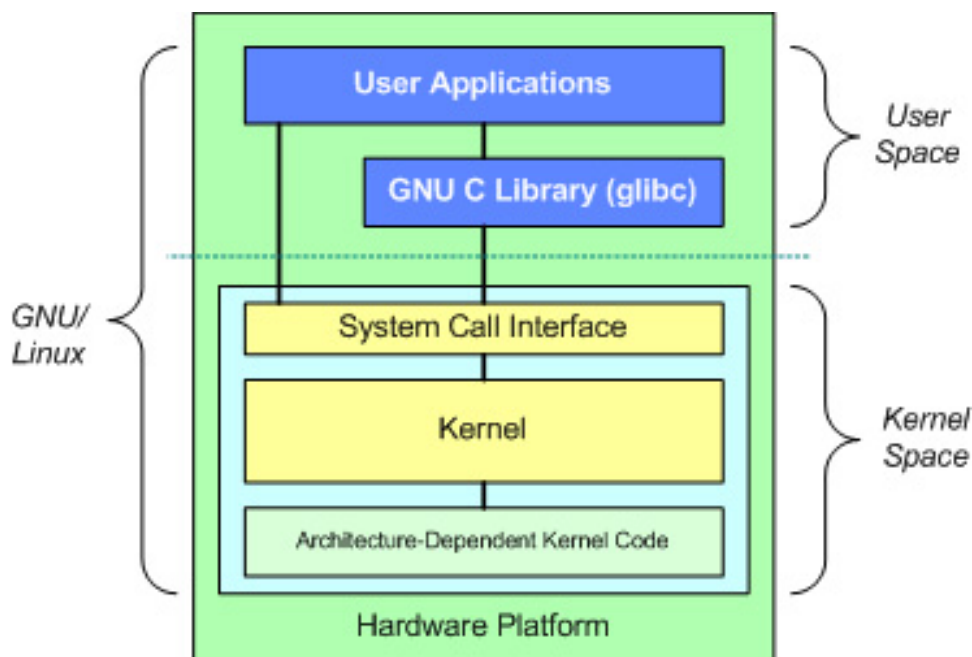 User Applications
User
Space
GNU C Library (glibc)
GNU/
Linux
System Call Interface
Kernel
Kernel
Space
Architecture-Dependent Kernel Code
Hardware Platform